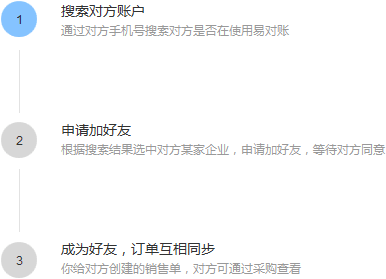 1
搜索对方账户
通过对方手机号搜索对方是否在使用易对账
2
申请加好友
根据搜索结果选中对方某家企业，申请加好友，等待对方同意
3
成为好友，订单互相同步
你给对方创建的销售单，对方可通过采购查看